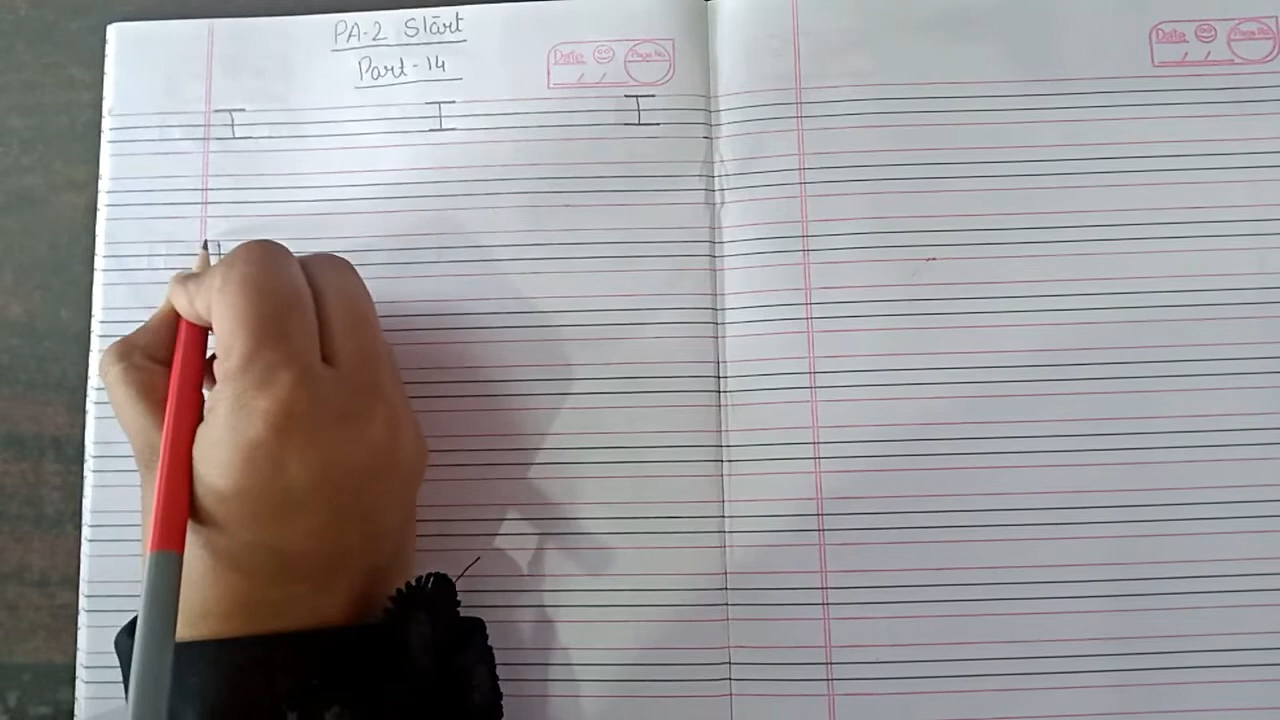 PA-2 Start
Part-14
Date Page No.
Date Page No.
I I I